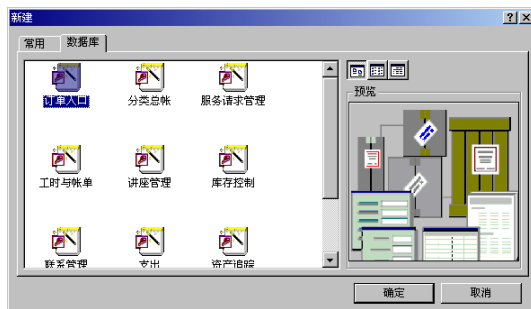 新建
常用 数据库
订单入口 分类总帐 服务请求管理
预览
工时与帐单 讲座管理 库存控制
联系管理 支出 资产追踪
确定 取消